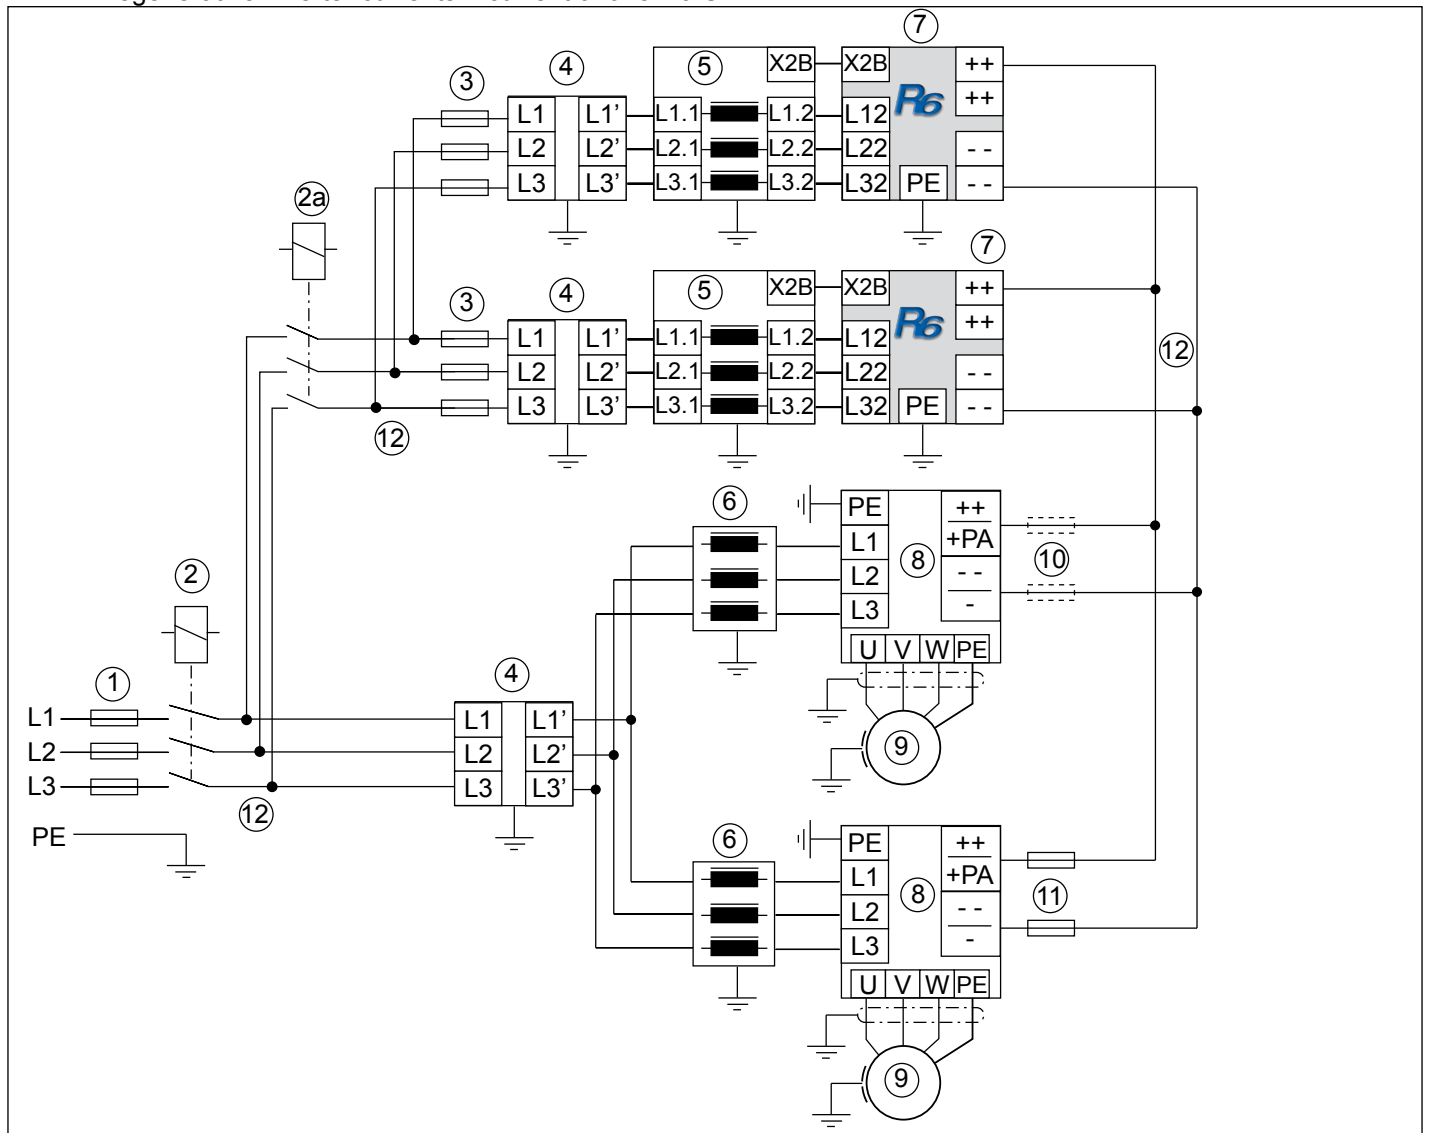 7
3 4 5 X2B X2B ++
R6 ++
L1 L1' L1.1 L1.2 L12
L2 L2' L2.1 L2.2 L22 - -
L3 L3' L3.1 L3.2 L32 PE - -
2a
7
3 4 5 X2B X2B ++
R6 ++
L1 L1' L1.1 L1.2 L12
12
L2 L2' L2.1 L2.2 L22 - -
L3 L3' L3.1 L3.2 L32 PE - -
12
6 PE ++
L1 +PA
8 10
L2 - -
L3 -
2
U V W PE
1 4
L1 L1 L1'
L2 L2 L2' 9
L3 L3 L3'
12
PE
6 PE ++
L1 +PA
8 11
L2 - -
L3 -
U V W PE
9